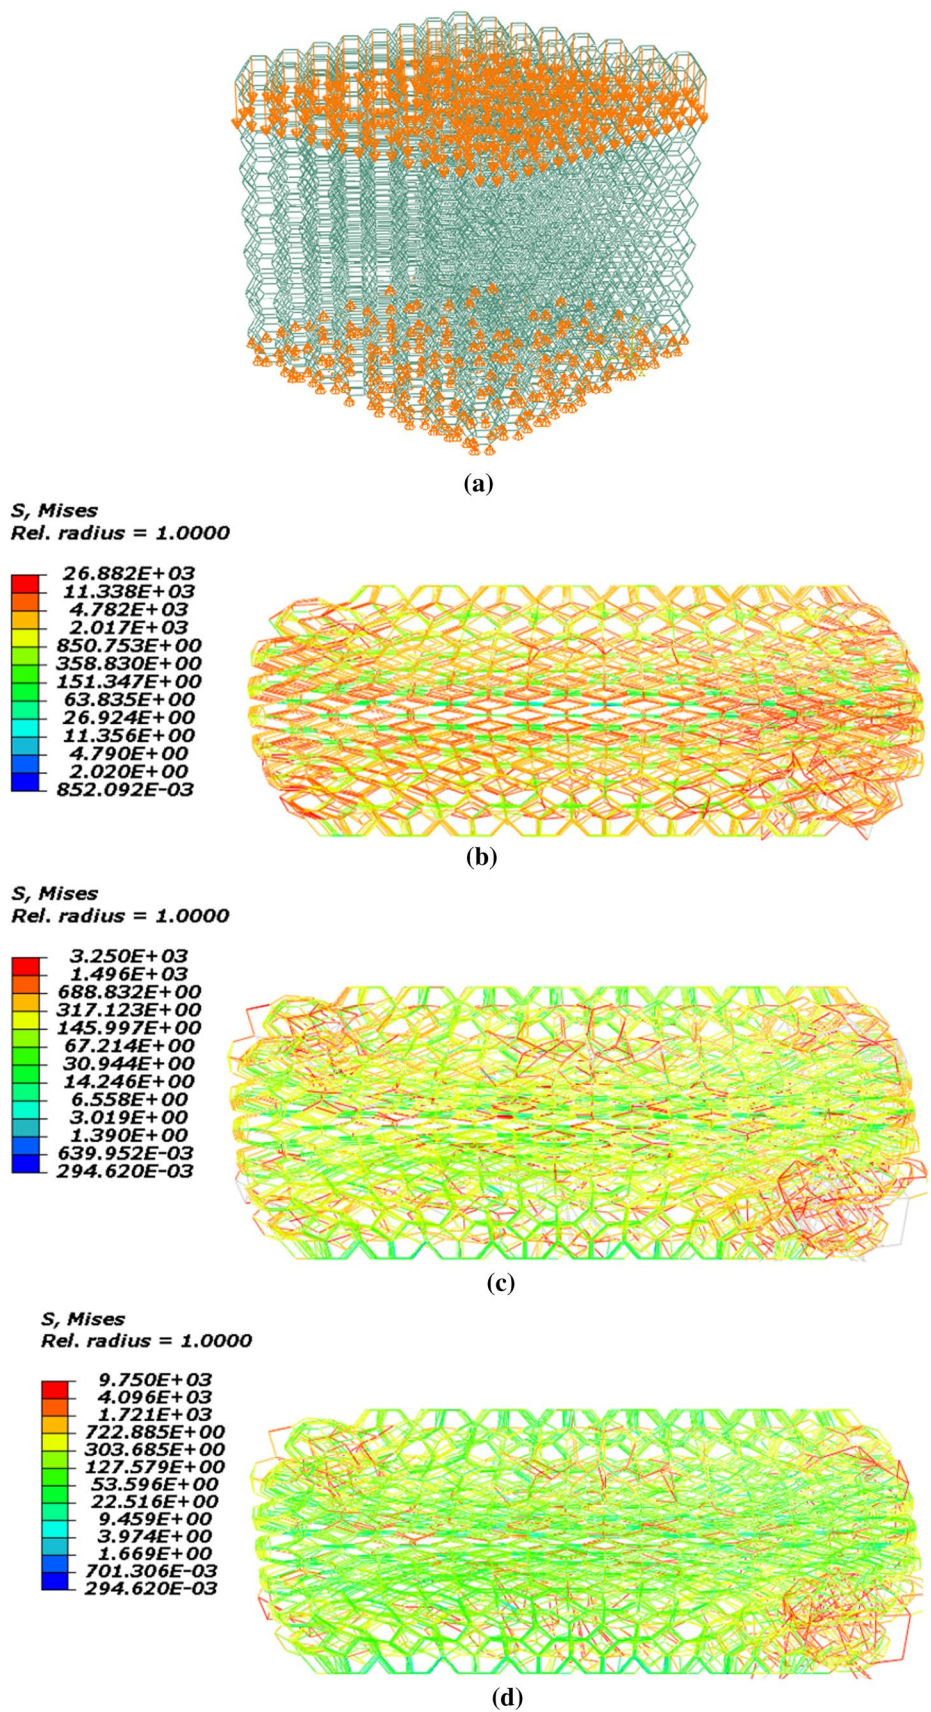 (a)
S, Mises
Rel. radius = 1.0000
26.882E+03
11.338E+03
4.782E+03
2.017E+03
850.753E+00
358.830E+00
151.347E+00
63.835E+00
26.924E+00
11.356E+00
4.790E+00
2.020E+00
852.092E-03
(b)
S, Mises
Rel. radius = 1.0000
3.250E+03
1.496E+03
688.832E+00
317.123E+00
145.997E+00
67.214E+00
30.944E+00
14.246E+00
6.558E+00
3.019E+00
1.390E+00
639.952E-03
294.620E-03
(c)
S, Mises
Rel. radius = 1.0000
9.750E+03
4.096E+03
1.721E+03
722.885E+00
303.685E+00
127.579E+00
53.596E+00
22.516E+00
9.459E+00
3.974E+00
1.669E+00
701.306E-03
294.620E-03
(d)